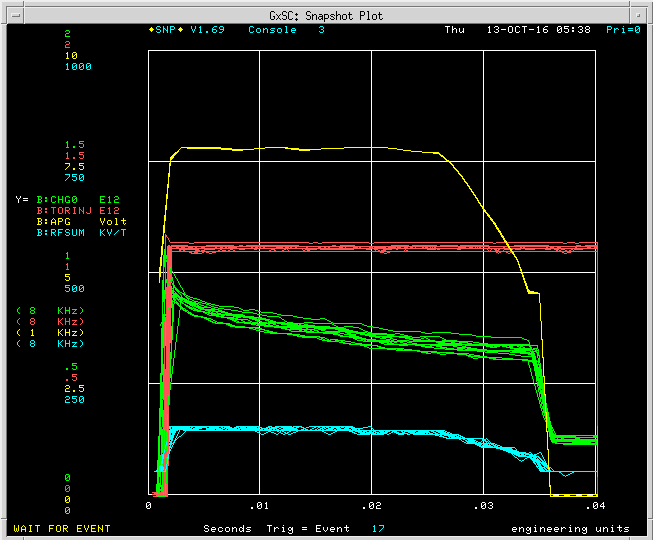 GxSC: Snapshot Plot
◆SNP◆ V1.69 Console 3 Thu 13-OCT-16 05:38 Pri=0
2
2
10
1000
1.5
1.5
7.5
750
Y= B:CHG0 E12
B:TORINJ E12
B:APG Volt
B:RFSUM KV/T
1
1
5
500
( 8 KHz)
( 8 KHz)
( 1 KHz)
( 8 KHz)
.5
.5
2.5
250
0
0
0
0
0 .01 .02 .03 .04
WAIT FOR EVENT Seconds Trig = Event 17 engineering units